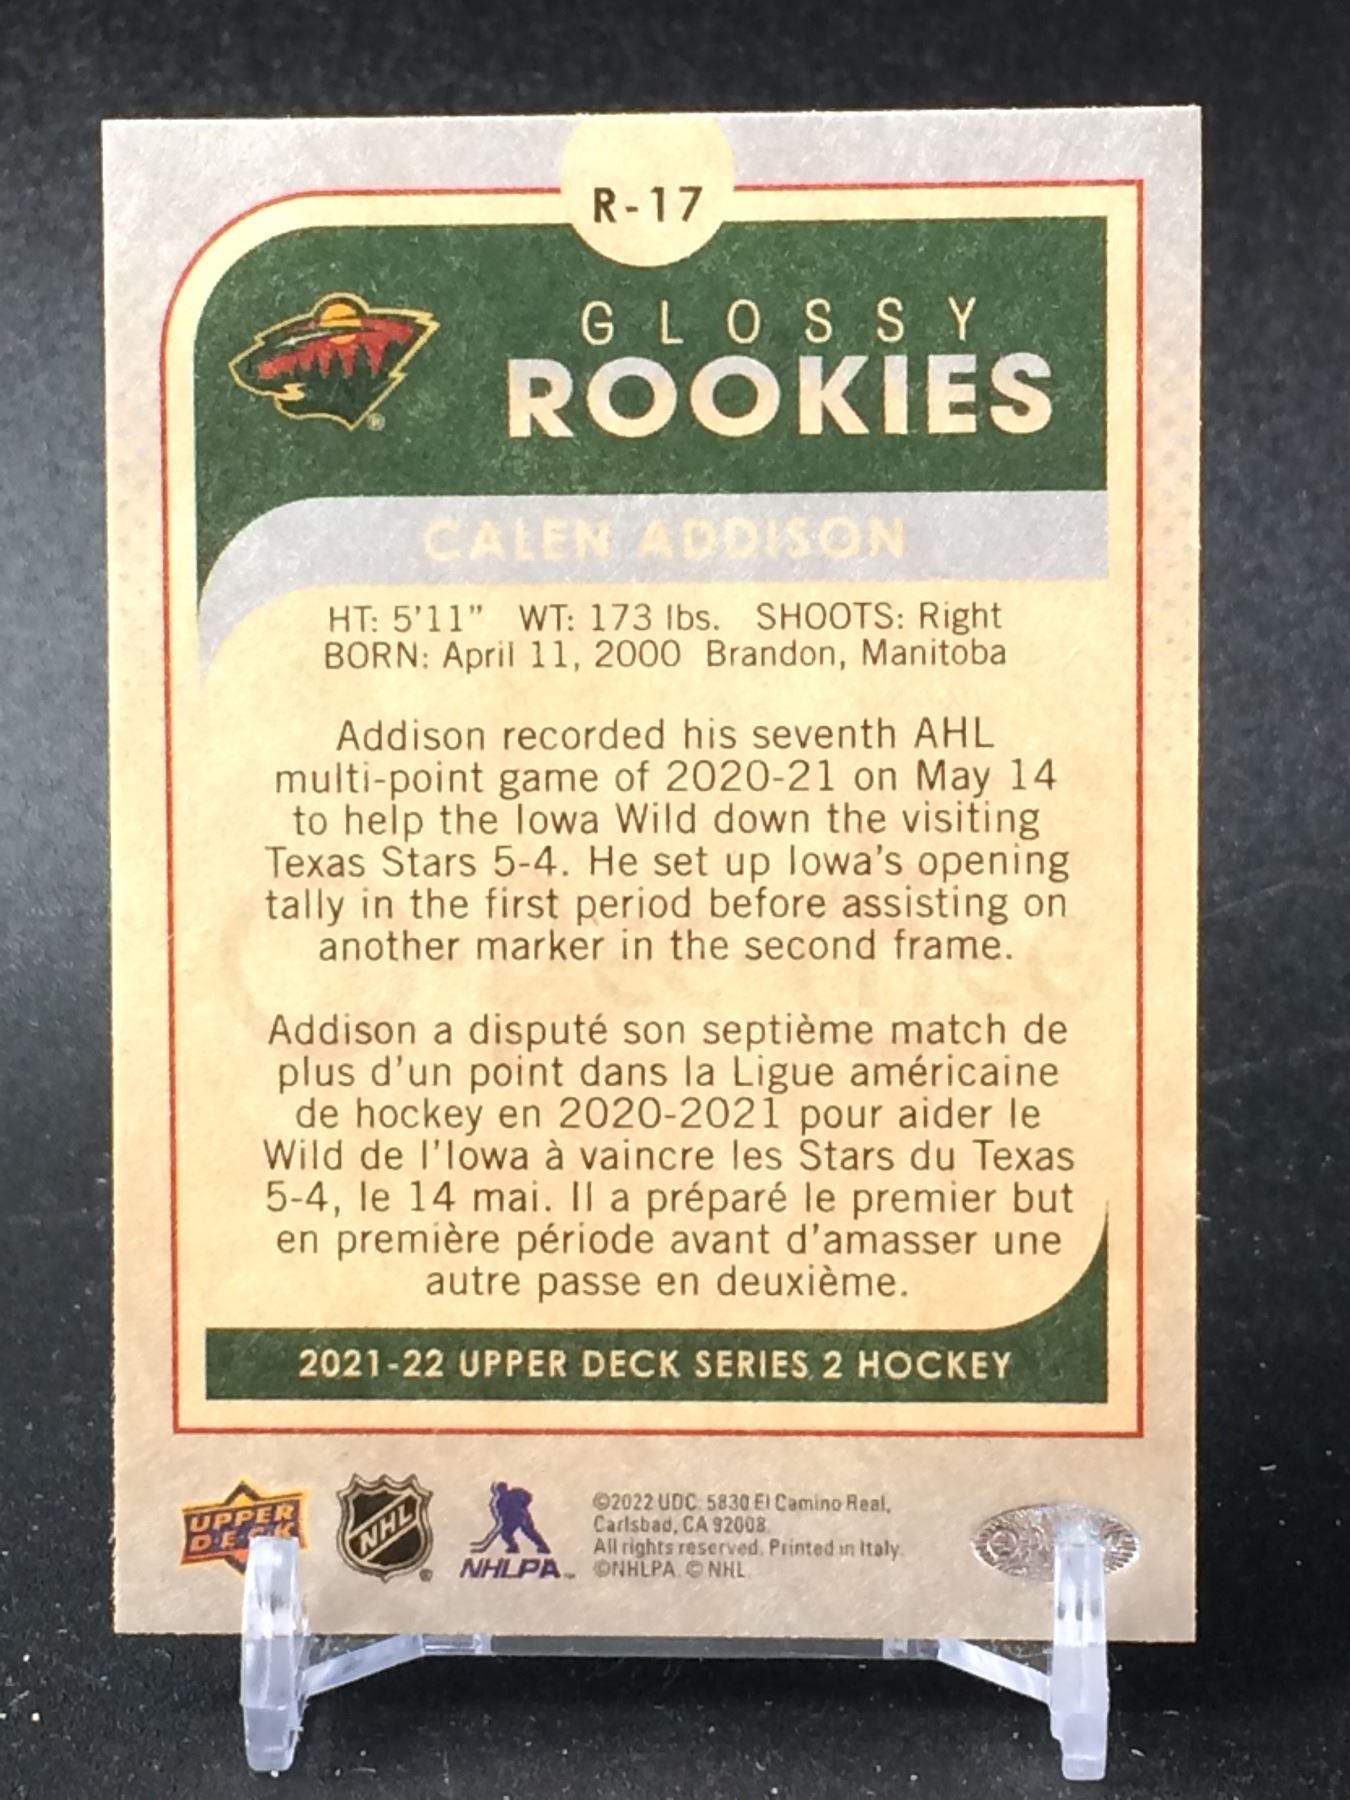 R-17
GLOSSY
ROOKIES
®
CALEN ADDISON
HT: 5'11" WT: 173 lbs. SHOOTS: Right
BORN: April 11, 2000 Brandon, Manitoba
Addison recorded his seventh AHL
multi-point game of 2020-21 on May 14
to help the Iowa Wild down the visiting
Texas Stars 5-4. He set up Iowa's opening
tally in the first period before assisting on
another marker in the second frame.
Addison a disputé son septième match de
plus d'un point dans la Ligue américaine
de hockey en 2020-2021 pour aider le
Wild de l'Iowa à vaincre les Stars du Texas
5-4, le 14 mai. Il a préparé le premier but
en première période avant d'amasser une
autre passe en deuxième.
2021-22 UPPER DECK SERIES 2 HOCKEY
UPPER
DECK
NHL
®
NHLPA™
©2022 UDC. 5830 El Camino Real,
Carlsbad, CA 92008.
All rights reserved. Printed in Italy.
©NHLPA. © NHL.